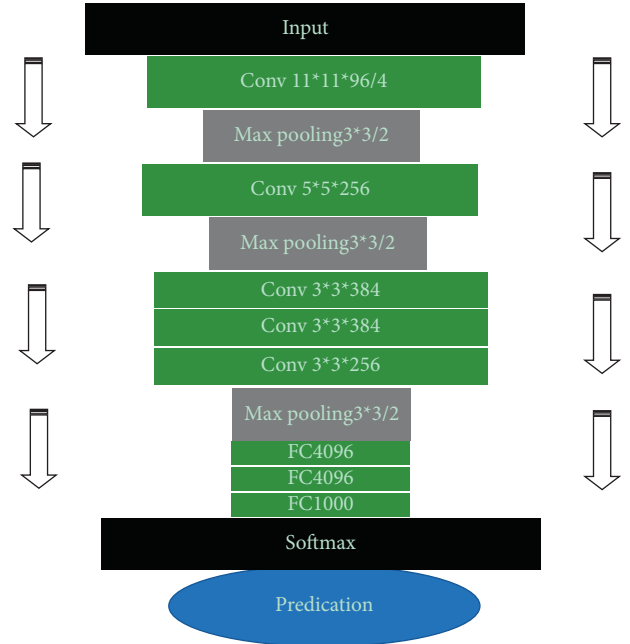 Input
Conv 11*11*96/4
Max pooling3*3/2
Conv 5*5*256
Max pooling3*3/2
Conv 3*3*384
Conv 3*3*384
Conv 3*3*256
Max pooling3*3/2
FC4096
FC4096
FC1000
Softmax
Predication